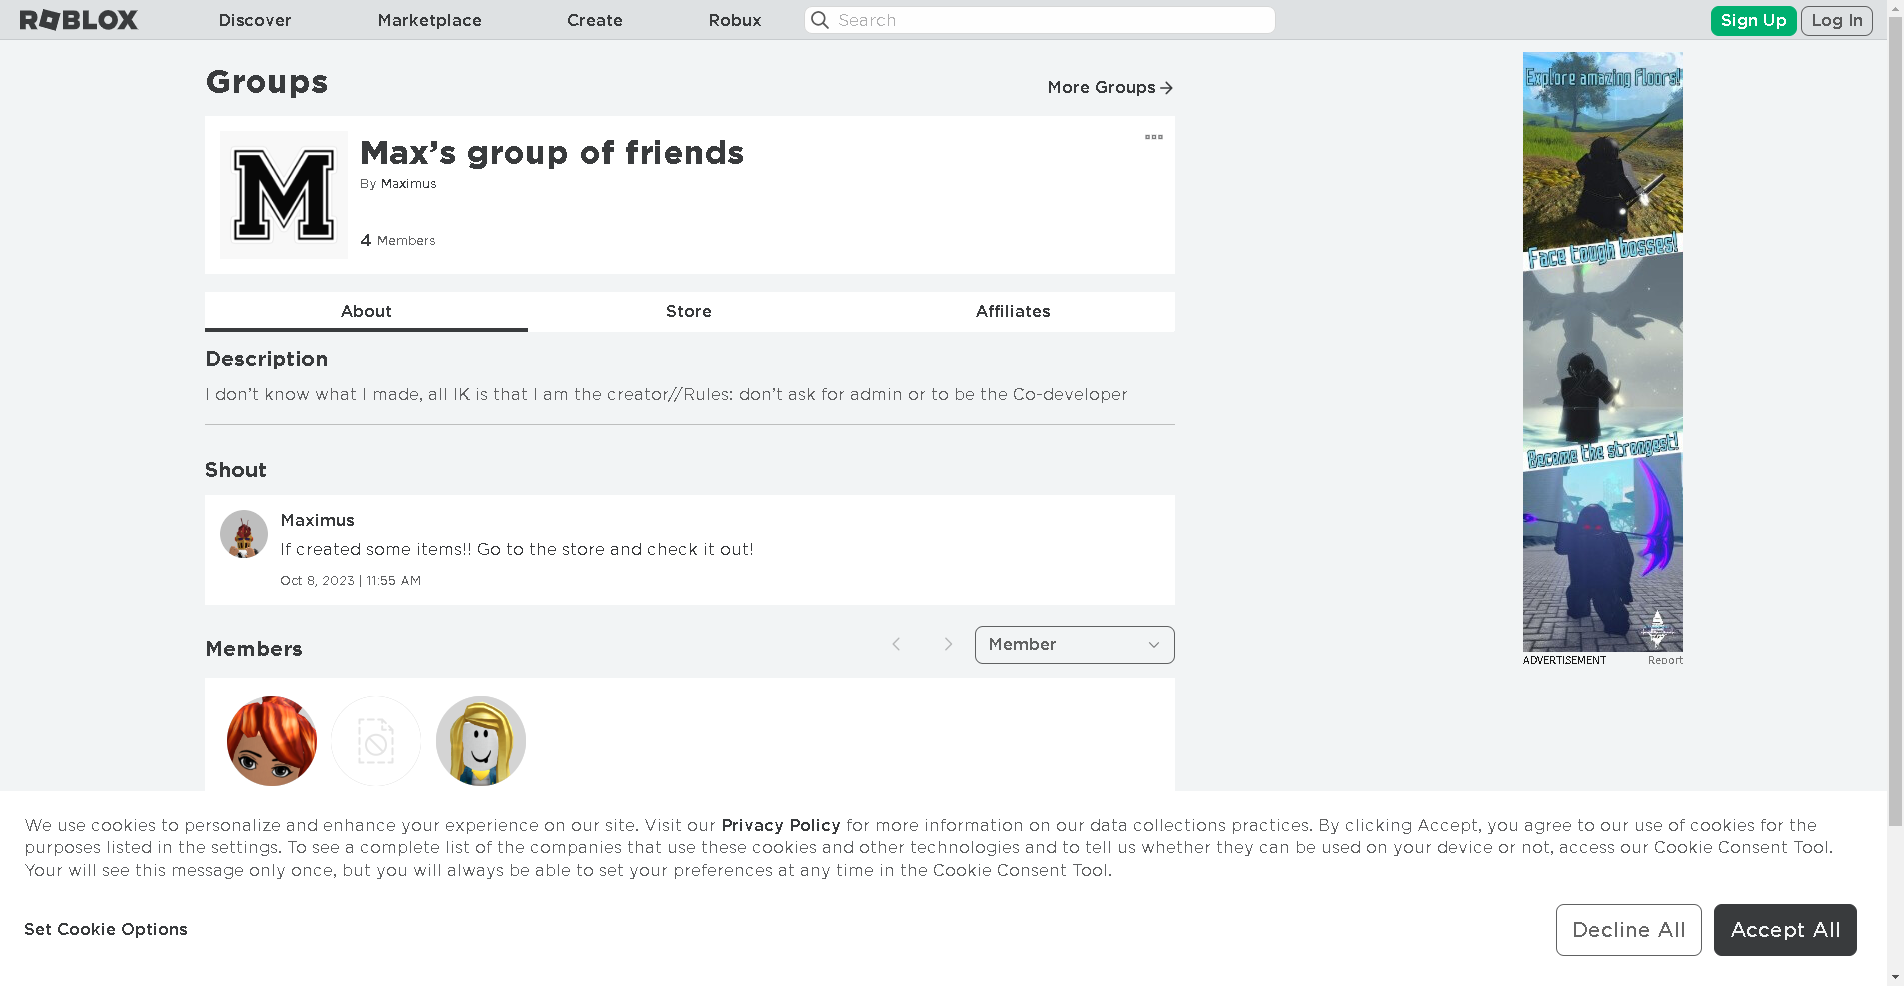 ROBLOX
Discover
Marketplace
Create
Robux
Search
Sign Up
Log In
Groups
More Groups
Max's group of friends
By Maximus
4 Members
About
Store
Affiliates
Description
I don't know what I made, all IK is that I am the creator//Rules: don't ask for admin or to be the Co-developer
Shout
Maximus
If created some items!! Go to the store and check it out!
Oct 8, 2023 | 11:55 AM
Members
Member
Explore amazing floors!
Face tough bosses!
Become the strongest!
ADVERTISEMENT
Report
We use cookies to personalize and enhance your experience on our site. Visit our Privacy Policy for more information on our data collections practices. By clicking Accept, you agree to our use of cookies for the
purposes listed in the settings. To see a complete list of the companies that use these cookies and other technologies and to tell us whether they can be used on your device or not, access our Cookie Consent Tool.
Your will see this message only once, but you will always be able to set your preferences at any time in the Cookie Consent Tool.
Set Cookie Options
Decline All
Accept All